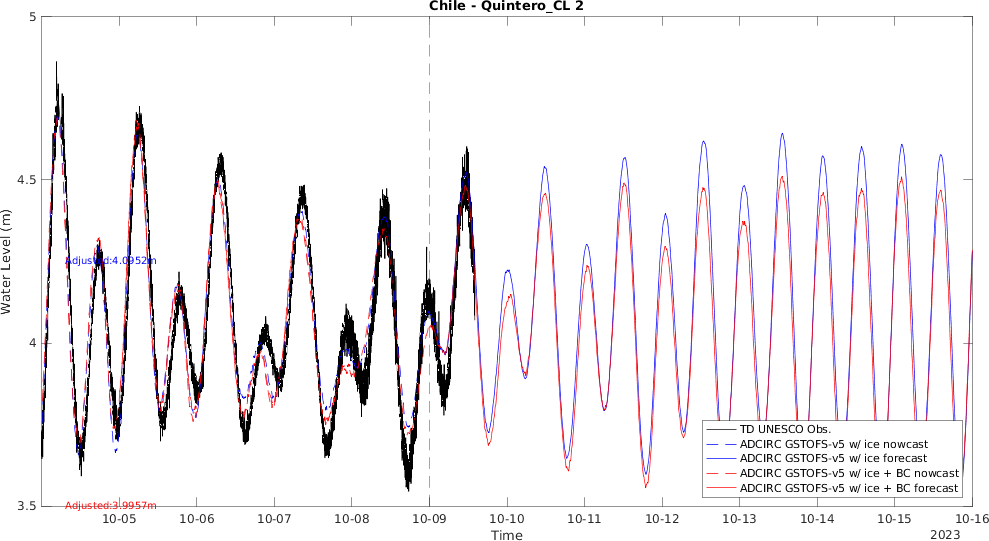 Chile - Quintero_CL 2
5
4.5
4
3.5
Water Level (m)
Adjusted:4.0952m
Adjusted:3.9957m
TD UNESCO Obs.
ADCIRC GSTOFS-v5 w/ ice nowcast
ADCIRC GSTOFS-v5 w/ ice forecast
ADCIRC GSTOFS-v5 w/ ice + BC nowcast
ADCIRC GSTOFS-v5 w/ ice + BC forecast
10-05 10-06 10-07 10-08 10-09 10-10 10-11 10-12 10-13 10-14 10-15 10-16
Time
2023